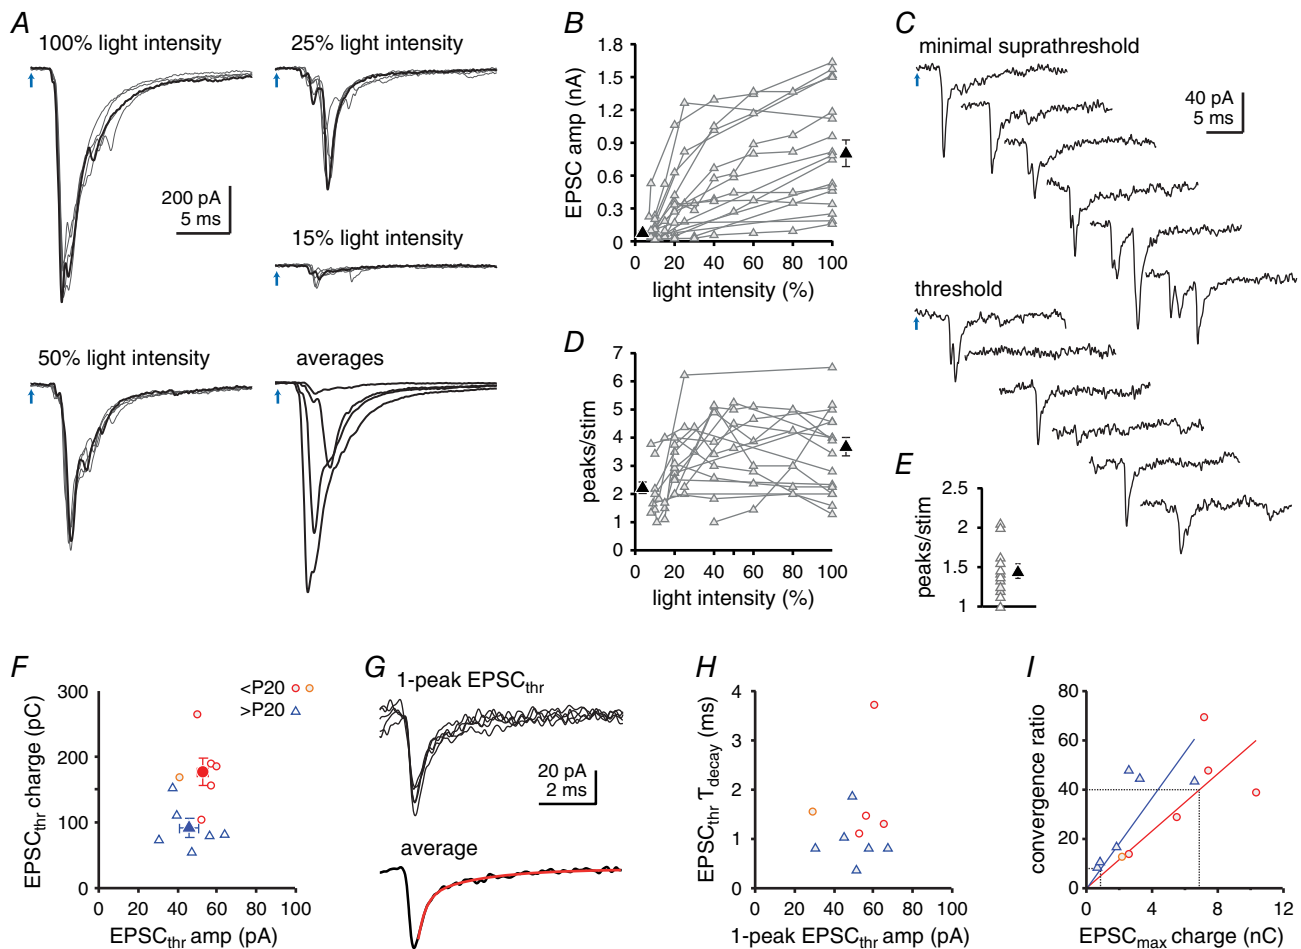 A
100% light intensity
25% light intensity
200 pA
5 ms
15% light intensity
50% light intensity
averages
B
EPSC amp (nA)
1.8
1.5
1.2
0.9
0.6
0.3
0
0 20 40 60 80 100
light intensity (%)
C
minimal suprathreshold
40 pA
5 ms
threshold
D
peaks/stim
7
6
5
4
3
2
1
0
0 20 40 60 80 100
light intensity (%)
E
peaks/stim
2.5
2
1.5
1
F
EPSCthr charge (pC)
300
200
100
0
0 20 40 60 80 100
EPSCthr amp (pA)
<P20
>P20
G
1-peak EPSCthr
20 pA
2 ms
average
H
EPSCthr Tdecay (ms)
4
3
2
1
0
0 20 40 60 80 100
1-peak EPSCthr amp (pA)
I
convergence ratio
80
60
40
20
0
0 4 8 12
EPSCmax charge (nC)